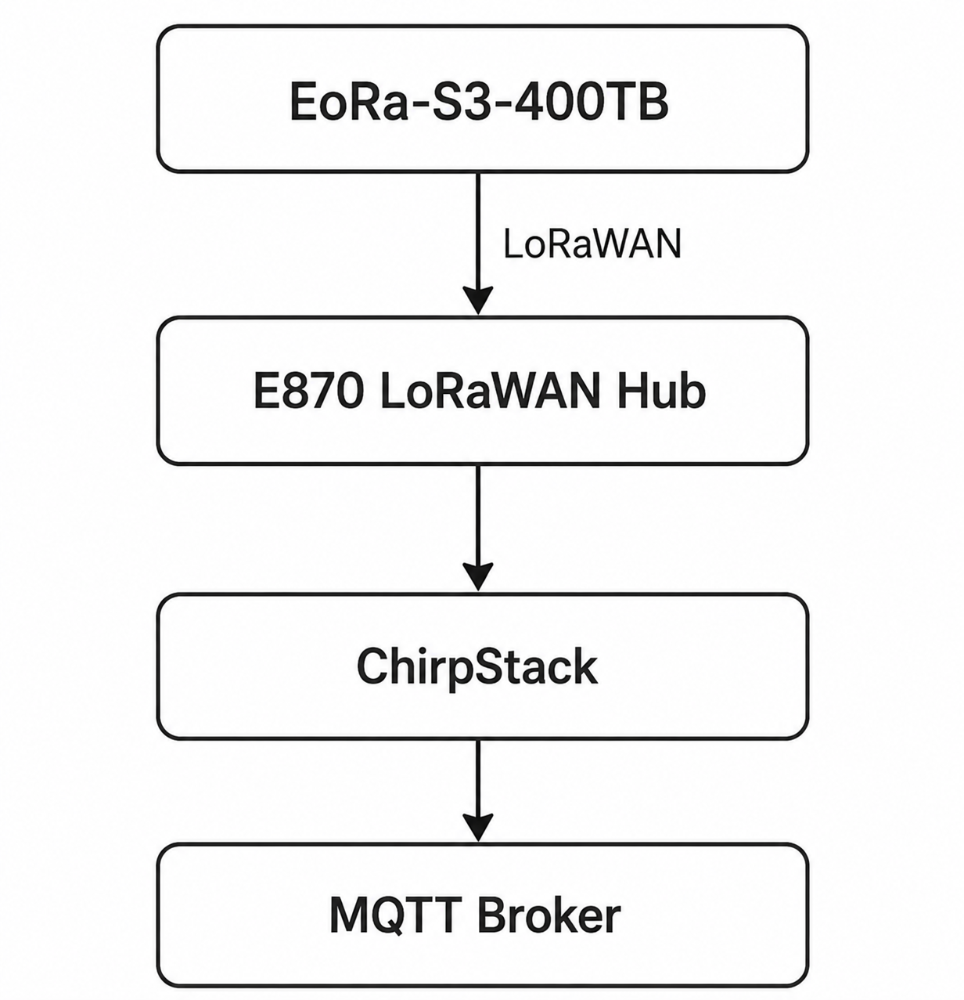 EoRa-S3-400TB
LoRaWAN
E870 LoRaWAN Hub
ChirpStack
MQTT Broker